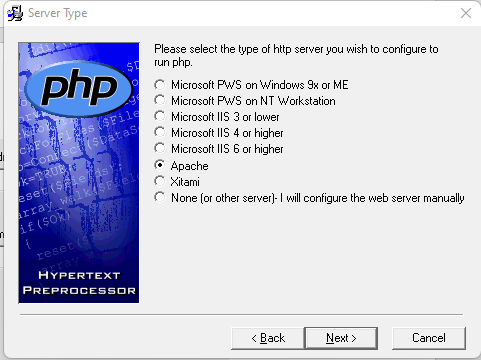 Server Type
Please select the type of http server you wish to configure to
run php.
Microsoft PWS on Windows 9x or ME
Microsoft PWS on NT Workstation
Microsoft IIS 3 or lower
Microsoft IIS 4 or higher
Microsoft IIS 6 or higher
Apache
Xitami
None (or other server)- I will configure the web server manually
php
HYPERTEXT
PREPROCESSOR
< Back
Next >
Cancel